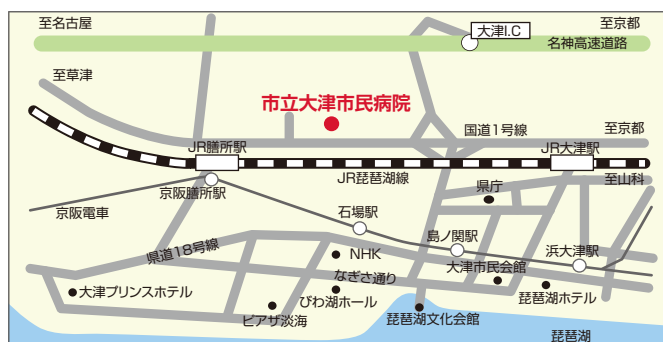 至名古屋
大津I.C
至京都
名神高速道路
至草津
市立大津市民病院
国道1号線
至京都
JR膳所駅
JR大津駅
JR琵琶湖線
至山科
京阪膳所駅
県庁
京阪電車
石場駅
島ノ関駅
浜大津駅
県道18号線
NHK
なぎさ通り
大津市民会館
大津プリンスホテル
びわ湖ホール
琵琶湖ホテル
ピアザ淡海
琵琶湖文化会館
琵琶湖